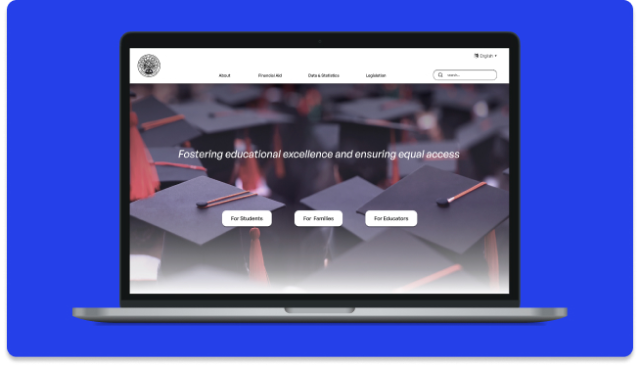 English
About
Financial Aid
Data & Statistics
Legislation
search...
Fostering educational excellence and ensuring equal access
For Students
For Families
For Educators